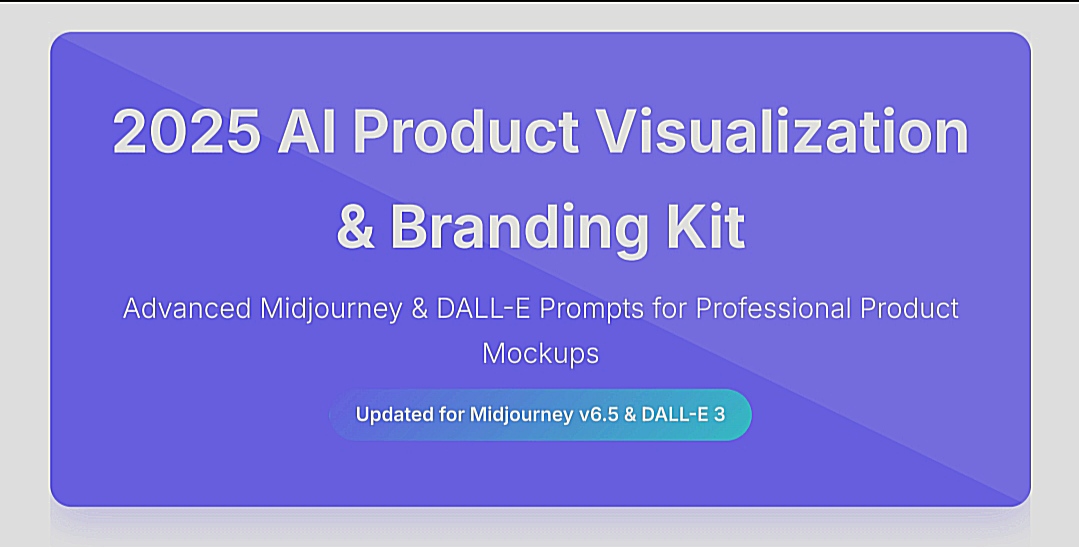 2025 AI Product Visualization
& Branding Kit
Advanced Midjourney & DALL-E Prompts for Professional Product
Mockups
Updated for Midjourney v6.5 & DALL-E 3